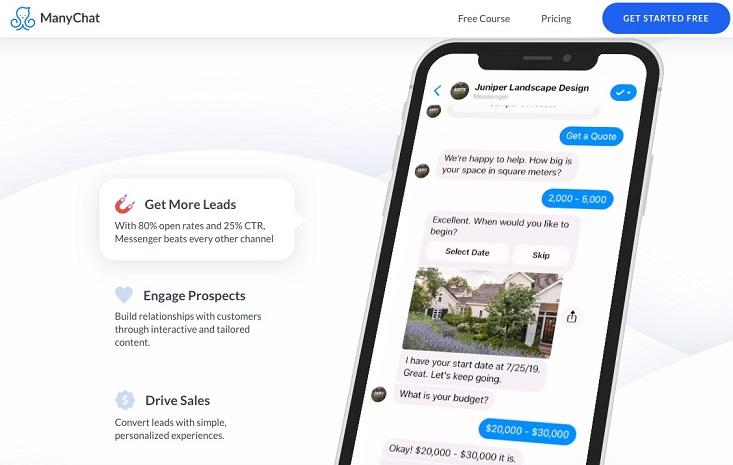 ManyChat
Free Course
Pricing
GET STARTED FREE
Get More Leads
With 80% open rates and 25% CTR,
Messenger beats every other channel
Engage Prospects
Build relationships with customers
through interactive and tailored
content.
Drive Sales
Convert leads with simple,
personalized experiences.
Juniper Landscape Design
Messenger
Get a Quote
We're happy to help. How big is
your space in square meters?
2,000 - 5,000
Excellent. When would you like to
begin?
Select Date
Skip
I have your start date at 7/25/19.
Great. Let's keep going.
What is your budget?
$20,000 - $30,000
Okay! $20,000 - $30,000 it is.